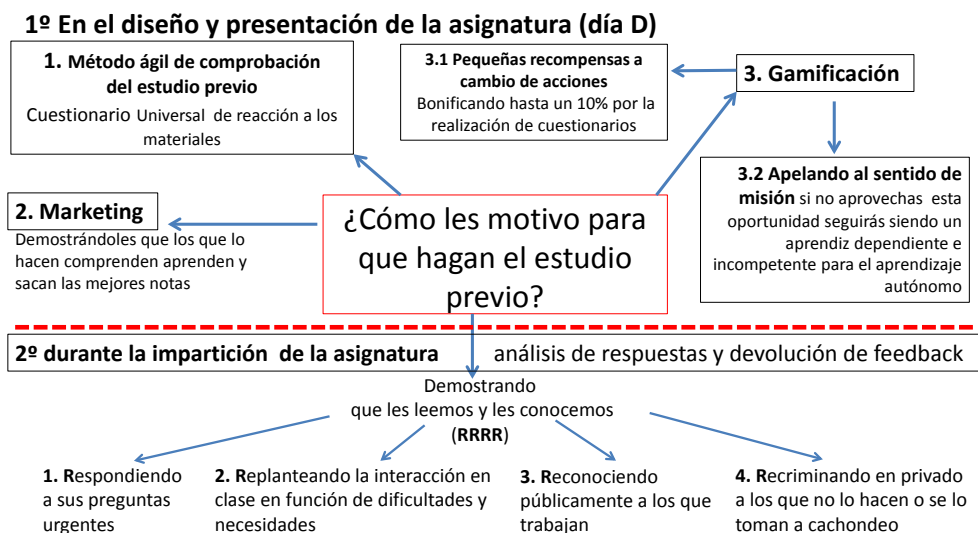 1º En el diseño y presentación de la asignatura (día D)
1. Método ágil de comprobación
del estudio previo
Cuestionario Universal de reacción a los
materiales
3.1 Pequeñas recompensas a
cambio de acciones
Bonificando hasta un 10% por la
realización de cuestionarios
3. Gamificación
3.2 Apelando al sentido de
misión si no aprovechas esta
oportunidad seguirás siendo un
aprendiz dependiente e
incompetente para el aprendizaje
autónomo
2. Marketing
Demostrándoles que los que lo
hacen comprenden aprenden y
sacan las mejores notas
¿Cómo les motivo para
que hagan el estudio
previo?
2º durante la impartición de la asignatura análisis de respuestas y devolución de feedback
Demostrando
que les leemos y les conocemos
(RRRR)
1. Respondiendo
a sus preguntas
urgentes
2. Replanteando la interacción en
clase en función de dificultades y
necesidades
3. Reconociendo
públicamente a los que
trabajan
4. Recriminando en privado
a los que no lo hacen o se lo
toman a cachondeo